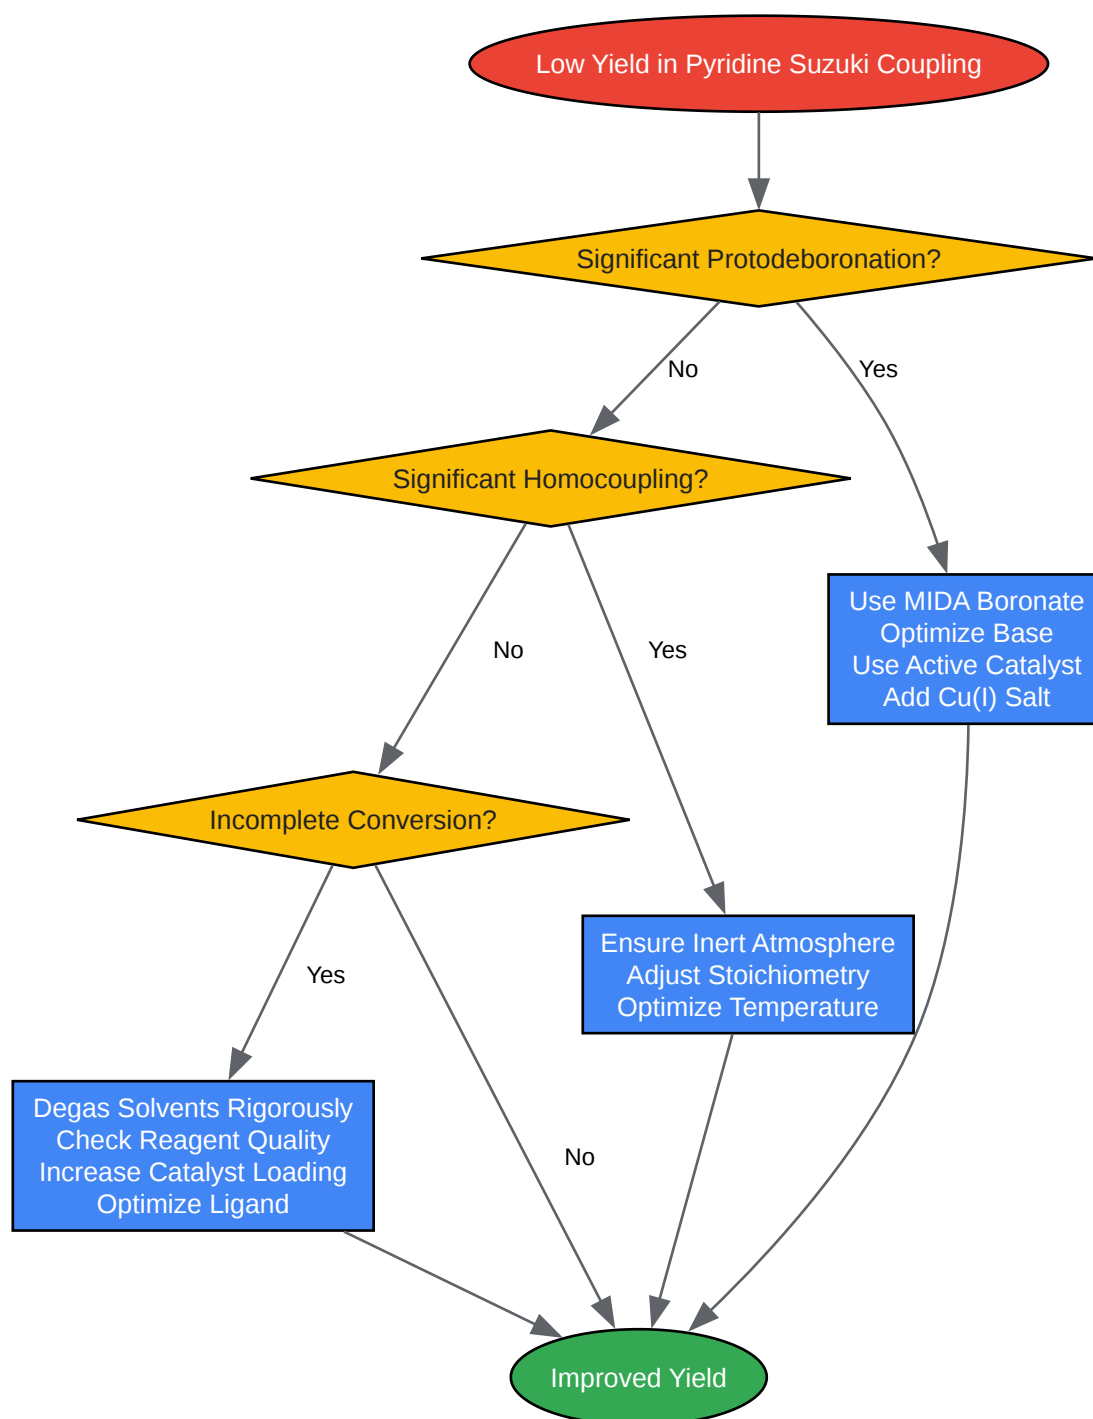 Low Yield in Pyridine Suzuki Coupling
Significant Protodeboronation?
No
Yes
Significant Homocoupling?
Use MIDA Boronate
Optimize Base
Use Active Catalyst
Add Cu(I) Salt
No
Yes
Incomplete Conversion?
Ensure Inert Atmosphere
Adjust Stoichiometry
Optimize Temperature
Yes
Degas Solvents Rigorously
Check Reagent Quality
Increase Catalyst Loading
Optimize Ligand
No
Improved Yield